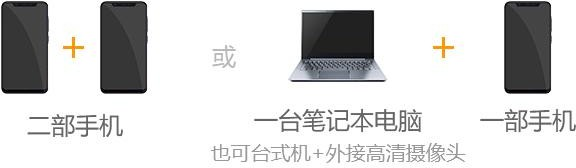 + 或 +
二部手机 一台笔记本电脑 一部手机
也可台式机+外接高清摄像头